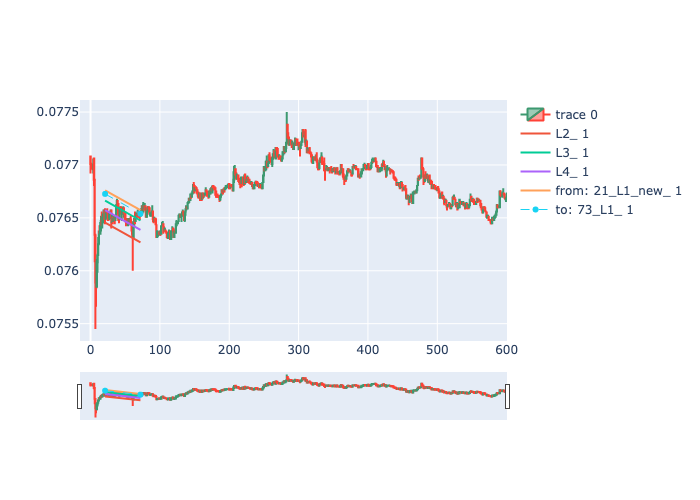 0.0775
0.077
0.0765
0.076
0.0755
0
100
200
300
400
500
600
trace 0
L2_ 1
L3_ 1
L4_ 1
from: 21_L1_new_ 1
to: 73_L1_ 1